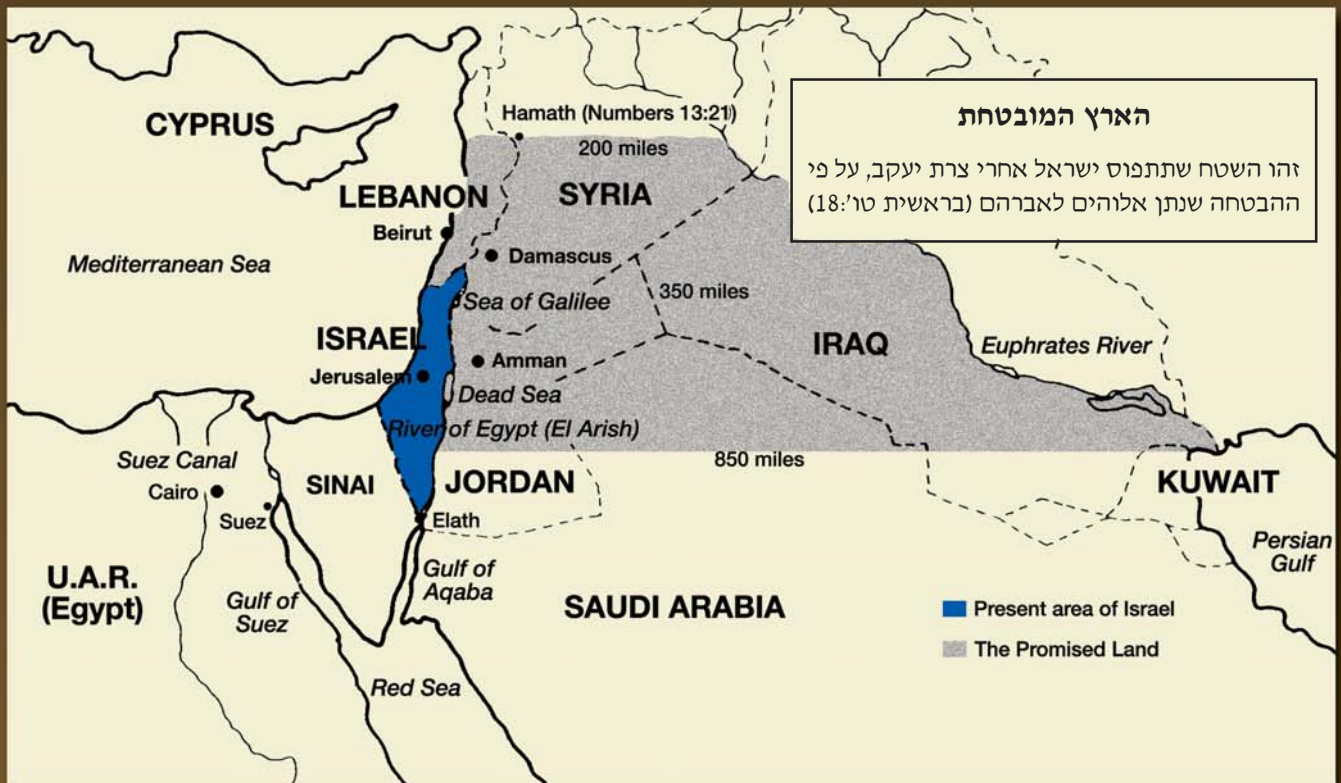 הארץ המובטחת
זהו השטח שתתפוס ישראל אחרי צרת יעקב, על פי
ההבטחה שנתן אלוהים לאברהם (בראשית טו':18)
Hamath (Numbers 13:21)
200 miles
CYPRUS
LEBANON
SYRIA
Beirut
Damascus
Mediterranean Sea
Sea of Galilee
350 miles
ISRAEL
IRAQ
Euphrates River
Amman
Jerusalem
Dead Sea
River of Egypt (El Arish)
850 miles
Suez Canal
Cairo
SINAI
JORDAN
KUWAIT
Suez
Elath
Persian
Gulf
U.A.R.
(Egypt)
Gulf of
Suez
Gulf of
Aqaba
SAUDI ARABIA
Present area of Israel
The Promised Land
Red Sea